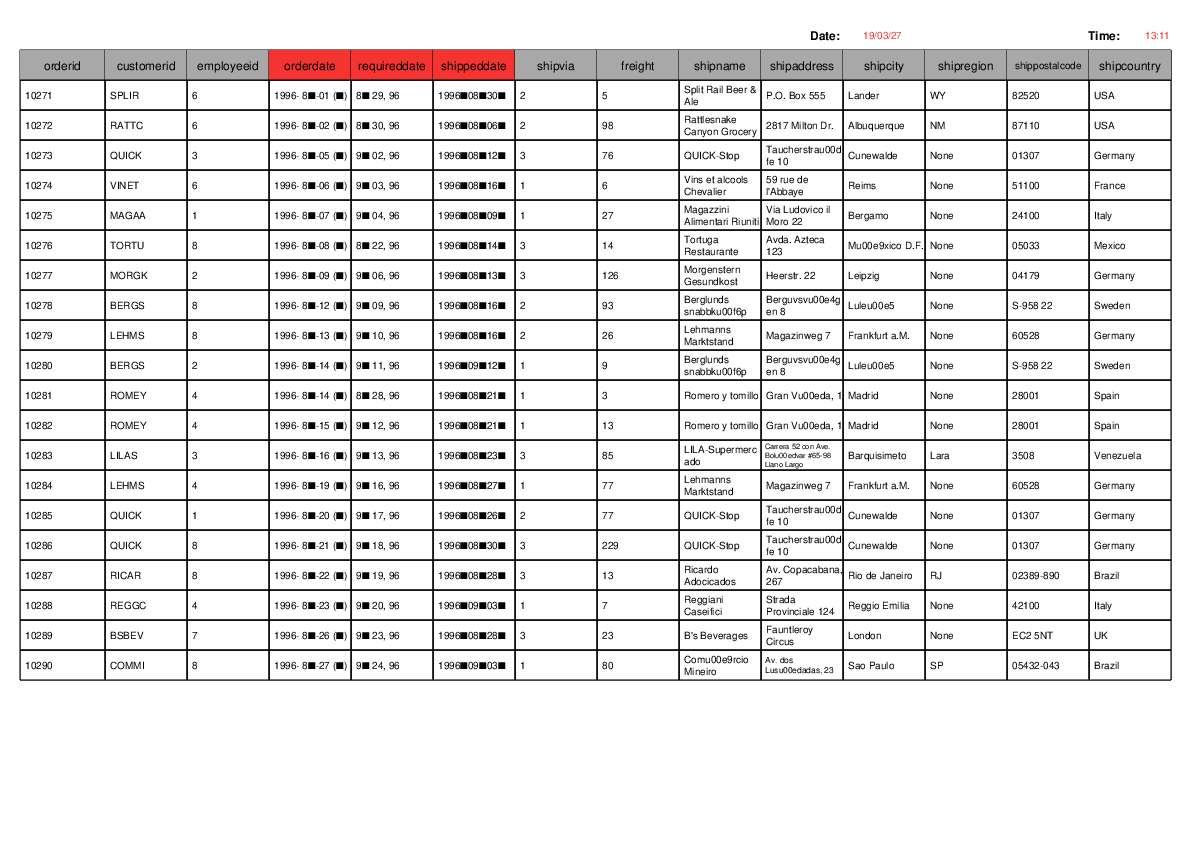 Date: 19/03/27 Time: 13:11
orderid customerid employeeid orderdate requireddate shippeddate shipvia freight shipname shipaddress shipcity shipregion shippostalcode shipcountry
10271 SPLIR 6 1996- 8■-01 (■) 8■ 29, 96 1996■08■30■ 2 5 Split Rail Beer & Ale P.O. Box 555 Lander WY 82520 USA
10272 RATTC 6 1996- 8■-02 (■) 8■ 30, 96 1996■08■06■ 2 98 Rattlesnake Canyon Grocery 2817 Milton Dr. Albuquerque NM 87110 USA
10273 QUICK 3 1996- 8■-05 (■) 9■ 02, 96 1996■08■12■ 3 76 QUICK-Stop Taucherstrau00d fe 10 Cunewalde None 01307 Germany
10274 VINET 6 1996- 8■-06 (■) 9■ 03, 96 1996■08■16■ 1 6 Vins et alcools Chevalier 59 rue de l'Abbaye Reims None 51100 France
10275 MAGAA 1 1996- 8■-07 (■) 9■ 04, 96 1996■08■09■ 1 27 Magazzini Alimentari Riuniti Via Ludovico il Moro 22 Bergamo None 24100 Italy
10276 TORTU 8 1996- 8■-08 (■) 8■ 22, 96 1996■08■14■ 3 14 Tortuga Restaurante Avda. Azteca 123 Mu00e9xico D.F. None 05033 Mexico
10277 MORGK 2 1996- 8■-09 (■) 9■ 06, 96 1996■08■13■ 3 126 Morgenstern Gesundkost Heerstr. 22 Leipzig None 04179 Germany
10278 BERGS 8 1996- 8■-12 (■) 9■ 09, 96 1996■08■16■ 2 93 Berglunds snabbku00f6p Berguvsvu00e4g en 8 Luleu00e5 None S-958 22 Sweden
10279 LEHMS 8 1996- 8■-13 (■) 9■ 10, 96 1996■08■16■ 2 26 Lehmanns Marktstand Magazinweg 7 Frankfurt a.M. None 60528 Germany
10280 BERGS 2 1996- 8■-14 (■) 9■ 11, 96 1996■09■12■ 1 9 Berglunds snabbku00f6p Berguvsvu00e4g en 8 Luleu00e5 None S-958 22 Sweden
10281 ROMEY 4 1996- 8■-14 (■) 8■ 28, 96 1996■08■21■ 1 3 Romero y tomillo Gran Vu00eda, 1 Madrid None 28001 Spain
10282 ROMEY 4 1996- 8■-15 (■) 9■ 12, 96 1996■08■21■ 1 13 Romero y tomillo Gran Vu00eda, 1 Madrid None 28001 Spain
10283 LILAS 3 1996- 8■-16 (■) 9■ 13, 96 1996■08■23■ 3 85 LILA-Supermerc ado Carrera 52 con Ave. Bolu00edvar #65-98 Llano Largo Barquisimeto Lara 3508 Venezuela
10284 LEHMS 4 1996- 8■-19 (■) 9■ 16, 96 1996■08■27■ 1 77 Lehmanns Marktstand Magazinweg 7 Frankfurt a.M. None 60528 Germany
10285 QUICK 1 1996- 8■-20 (■) 9■ 17, 96 1996■08■26■ 2 77 QUICK-Stop Taucherstrau00d fe 10 Cunewalde None 01307 Germany
10286 QUICK 8 1996- 8■-21 (■) 9■ 18, 96 1996■08■30■ 3 229 QUICK-Stop Taucherstrau00d fe 10 Cunewalde None 01307 Germany
10287 RICAR 8 1996- 8■-22 (■) 9■ 19, 96 1996■08■28■ 3 13 Ricardo Adocicados Av. Copacabana, 267 Rio de Janeiro RJ 02389-890 Brazil
10288 REGGC 4 1996- 8■-23 (■) 9■ 20, 96 1996■09■03■ 1 7 Reggiani Caseifici Strada Provinciale 124 Reggio Emilia None 42100 Italy
10289 BSBEV 7 1996- 8■-26 (■) 9■ 23, 96 1996■08■28■ 3 23 B's Beverages Fauntleroy Circus London None EC2 5NT UK
10290 COMMI 8 1996- 8■-27 (■) 9■ 24, 96 1996■09■03■ 1 80 Comu00e9rcio Mineiro Av. dos Lusu00edadas, 23 Sao Paulo SP 05432-043 Brazil